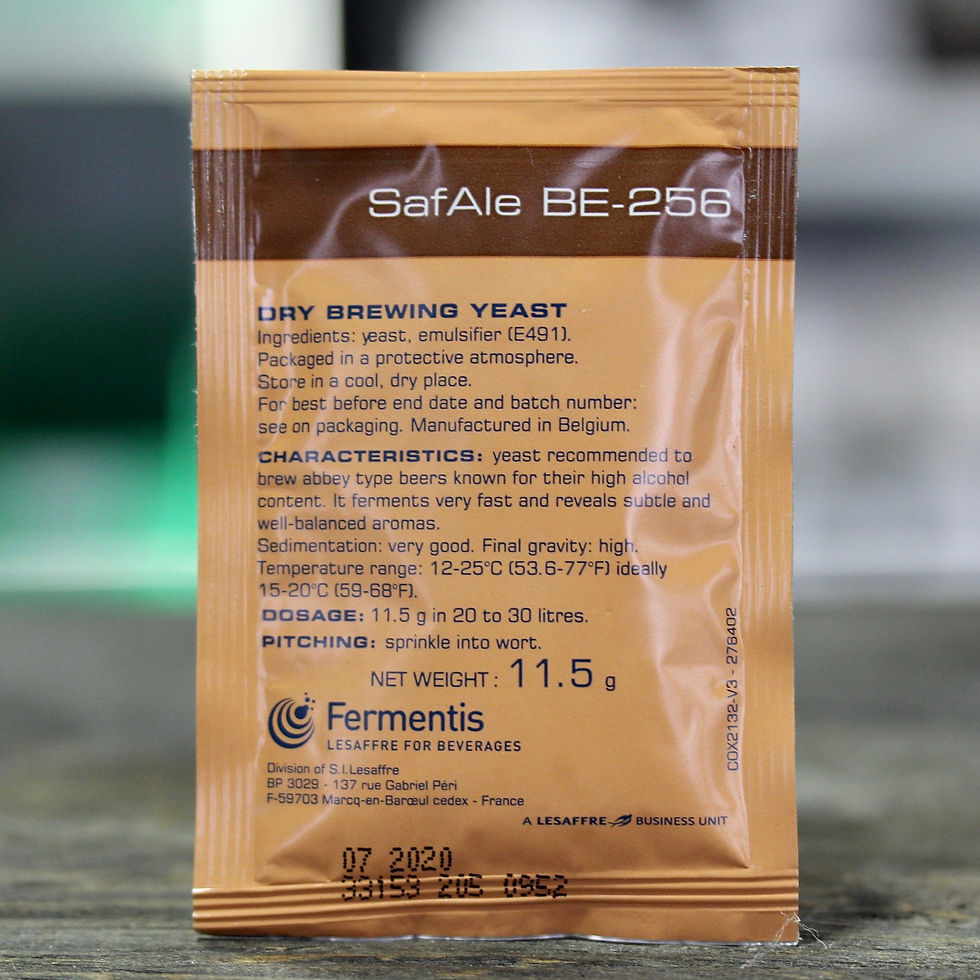 SafAle BE-256
DRY BREWING YEAST
Ingredients: yeast, emulsifier (E491).
Packaged in a protective atmosphere.
Store in a cool, dry place.
For best before end date and batch number:
see on packaging. Manufactured in Belgium.
CHARACTERISTICS: yeast recommended to
brew abbey type beers known for their high alcohol
content. It ferments very fast and reveals subtle and
well-balanced aromas.
Sedimentation: very good. Final gravity: high.
Temperature range: 12-25°C (53.6-77°F) ideally
15-20°C (59-68°F).
DOSAGE: 11.5 g in 20 to 30 litres.
PITCHING: sprinkle into wort.
NET WEIGHT : 11.5 g
COX2132-V3 - 276402
Fermentis
LESAFFRE FOR BEVERAGES
Division of S.I.Lesaffre
BP 3029 - 137 rue Gabriel Péri
F-59703 Marcq-en-Barœul cedex - France
A LESAFFRE BUSINESS UNIT
07 2020
33153 205 0952